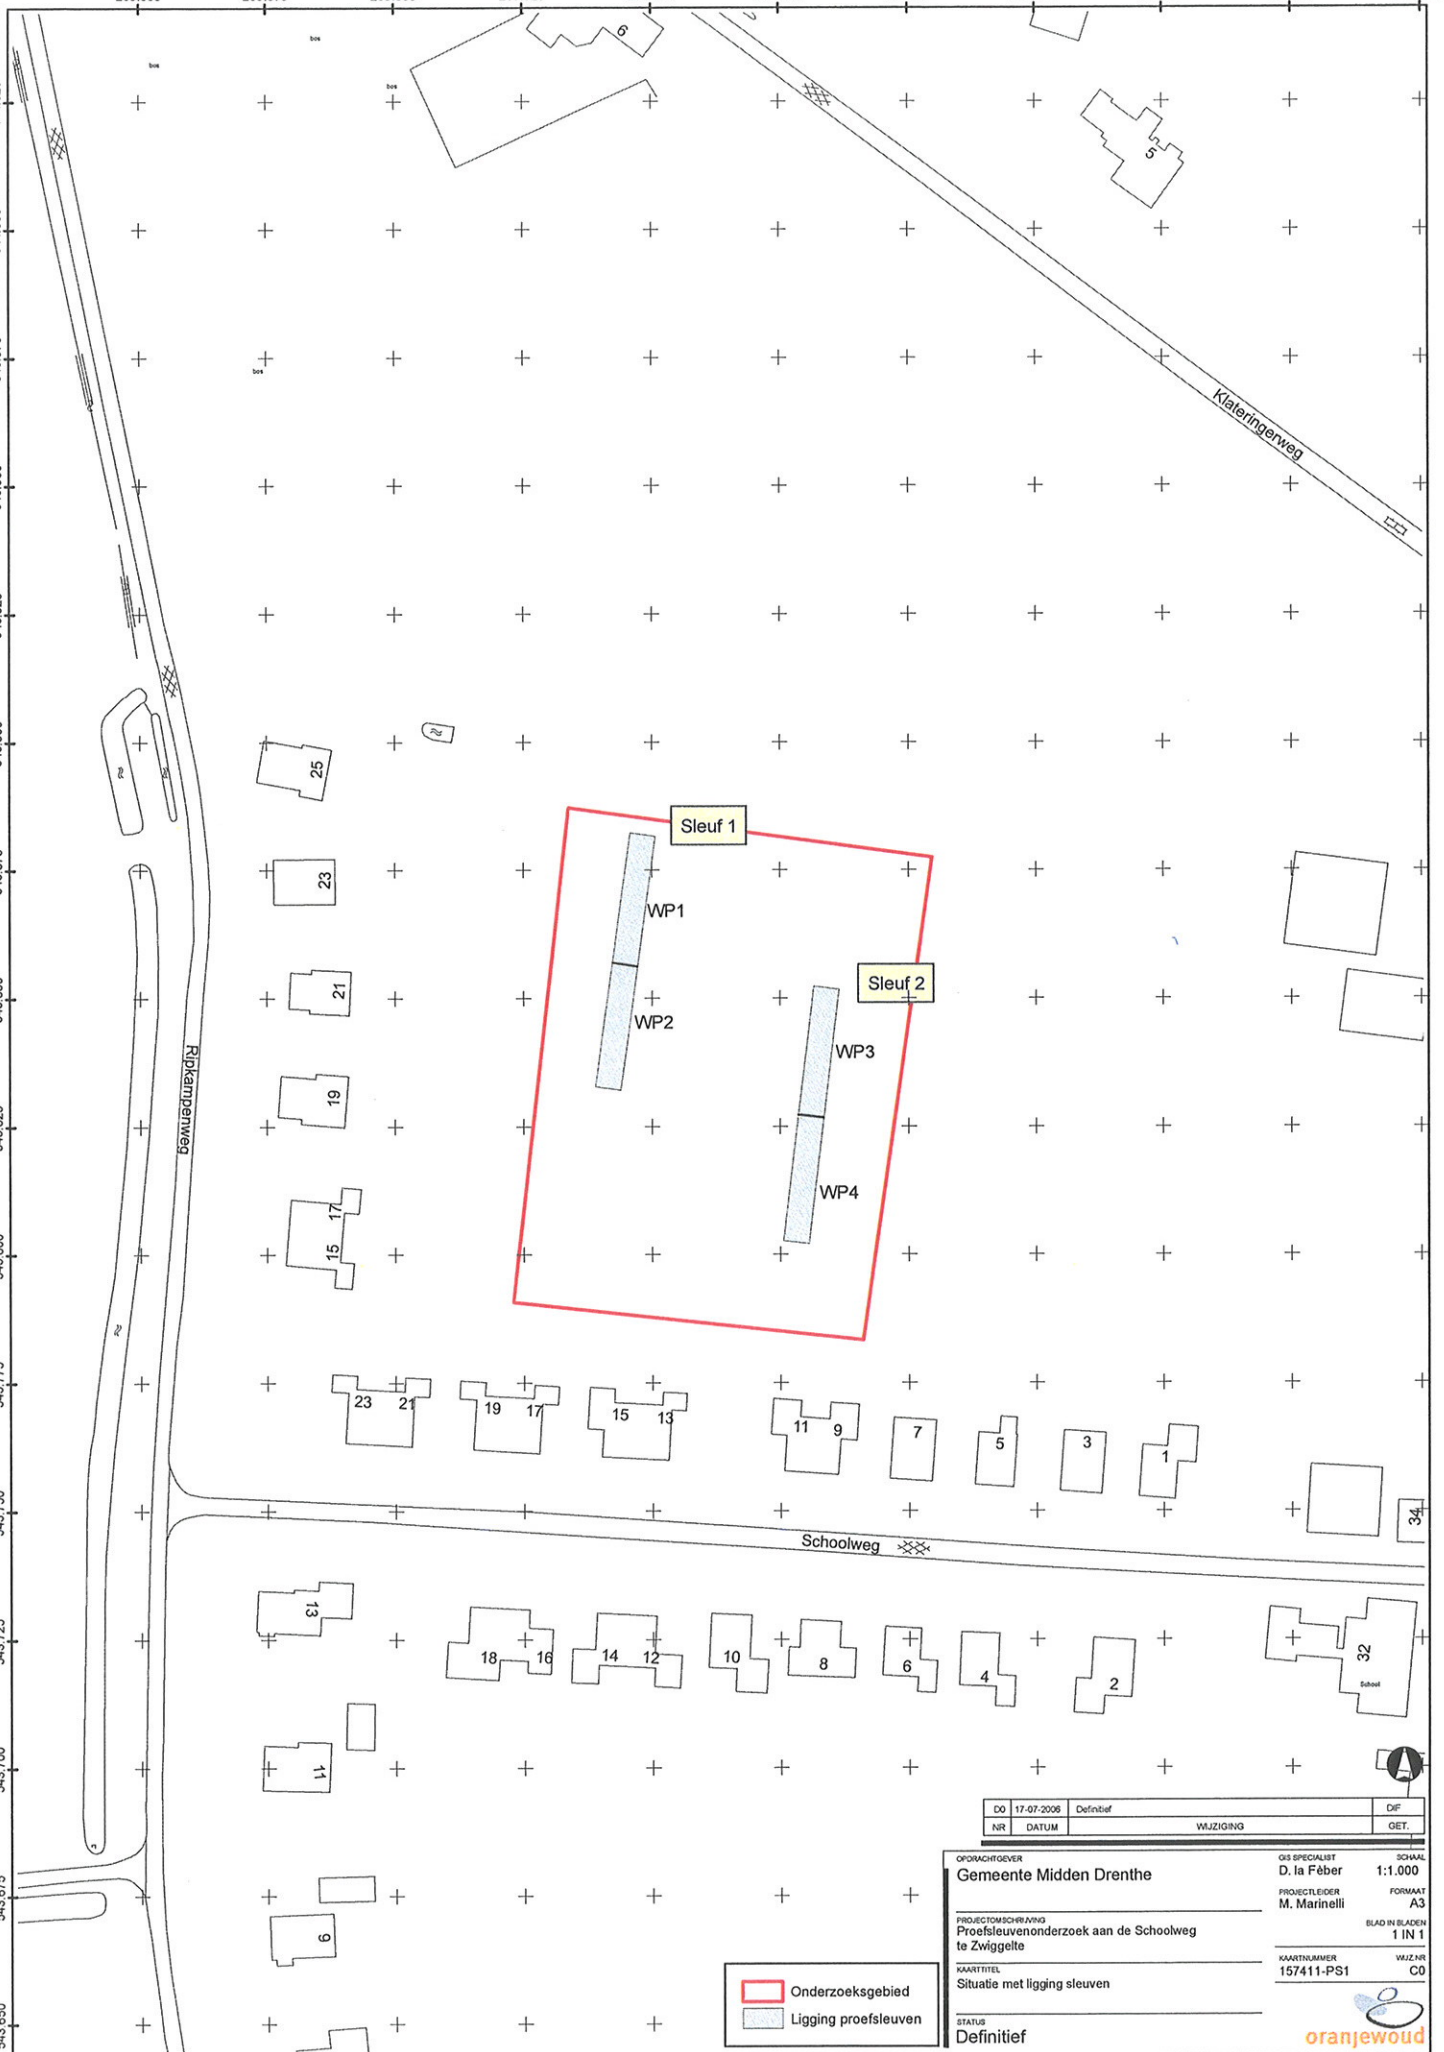 bos
bos
bos
6
5
bos
Klateringerweg
25
Sleuf 1
23
WP1
Sleuf 2
21
WP2
WP3
Ripkampenweg
19
WP4
17
15
23 21 19 17 15 13 11 9 7 5 3 1
34
Schoolweg
13
18 16 14 12 10 8 6 4 2
32
School
11
9
D0 17-07-2006 Definitief DIF
NR DATUM WIJZIGING GET.
OPDRACHTGEVER
Gemeente Midden Drenthe
GIS SPECIALIST
D. la Fèber
SCHAAL
1:1.000
PROJECTLEIDER
M. Marinelli
FORMAAT
A3
PROJECTOMSCHRIJVING
Proefsleuvenonderzoek aan de Schoolweg
te Zwiggelte
BLAD IN BLADEN
1 IN 1
KAARTTITEL
Situatie met ligging sleuven
KAARTNUMMER
157411-PS1
WIJZ.NR
C0
STATUS
Definitief
oranjewoud
Onderzoeksgebied
Ligging proefsleuven